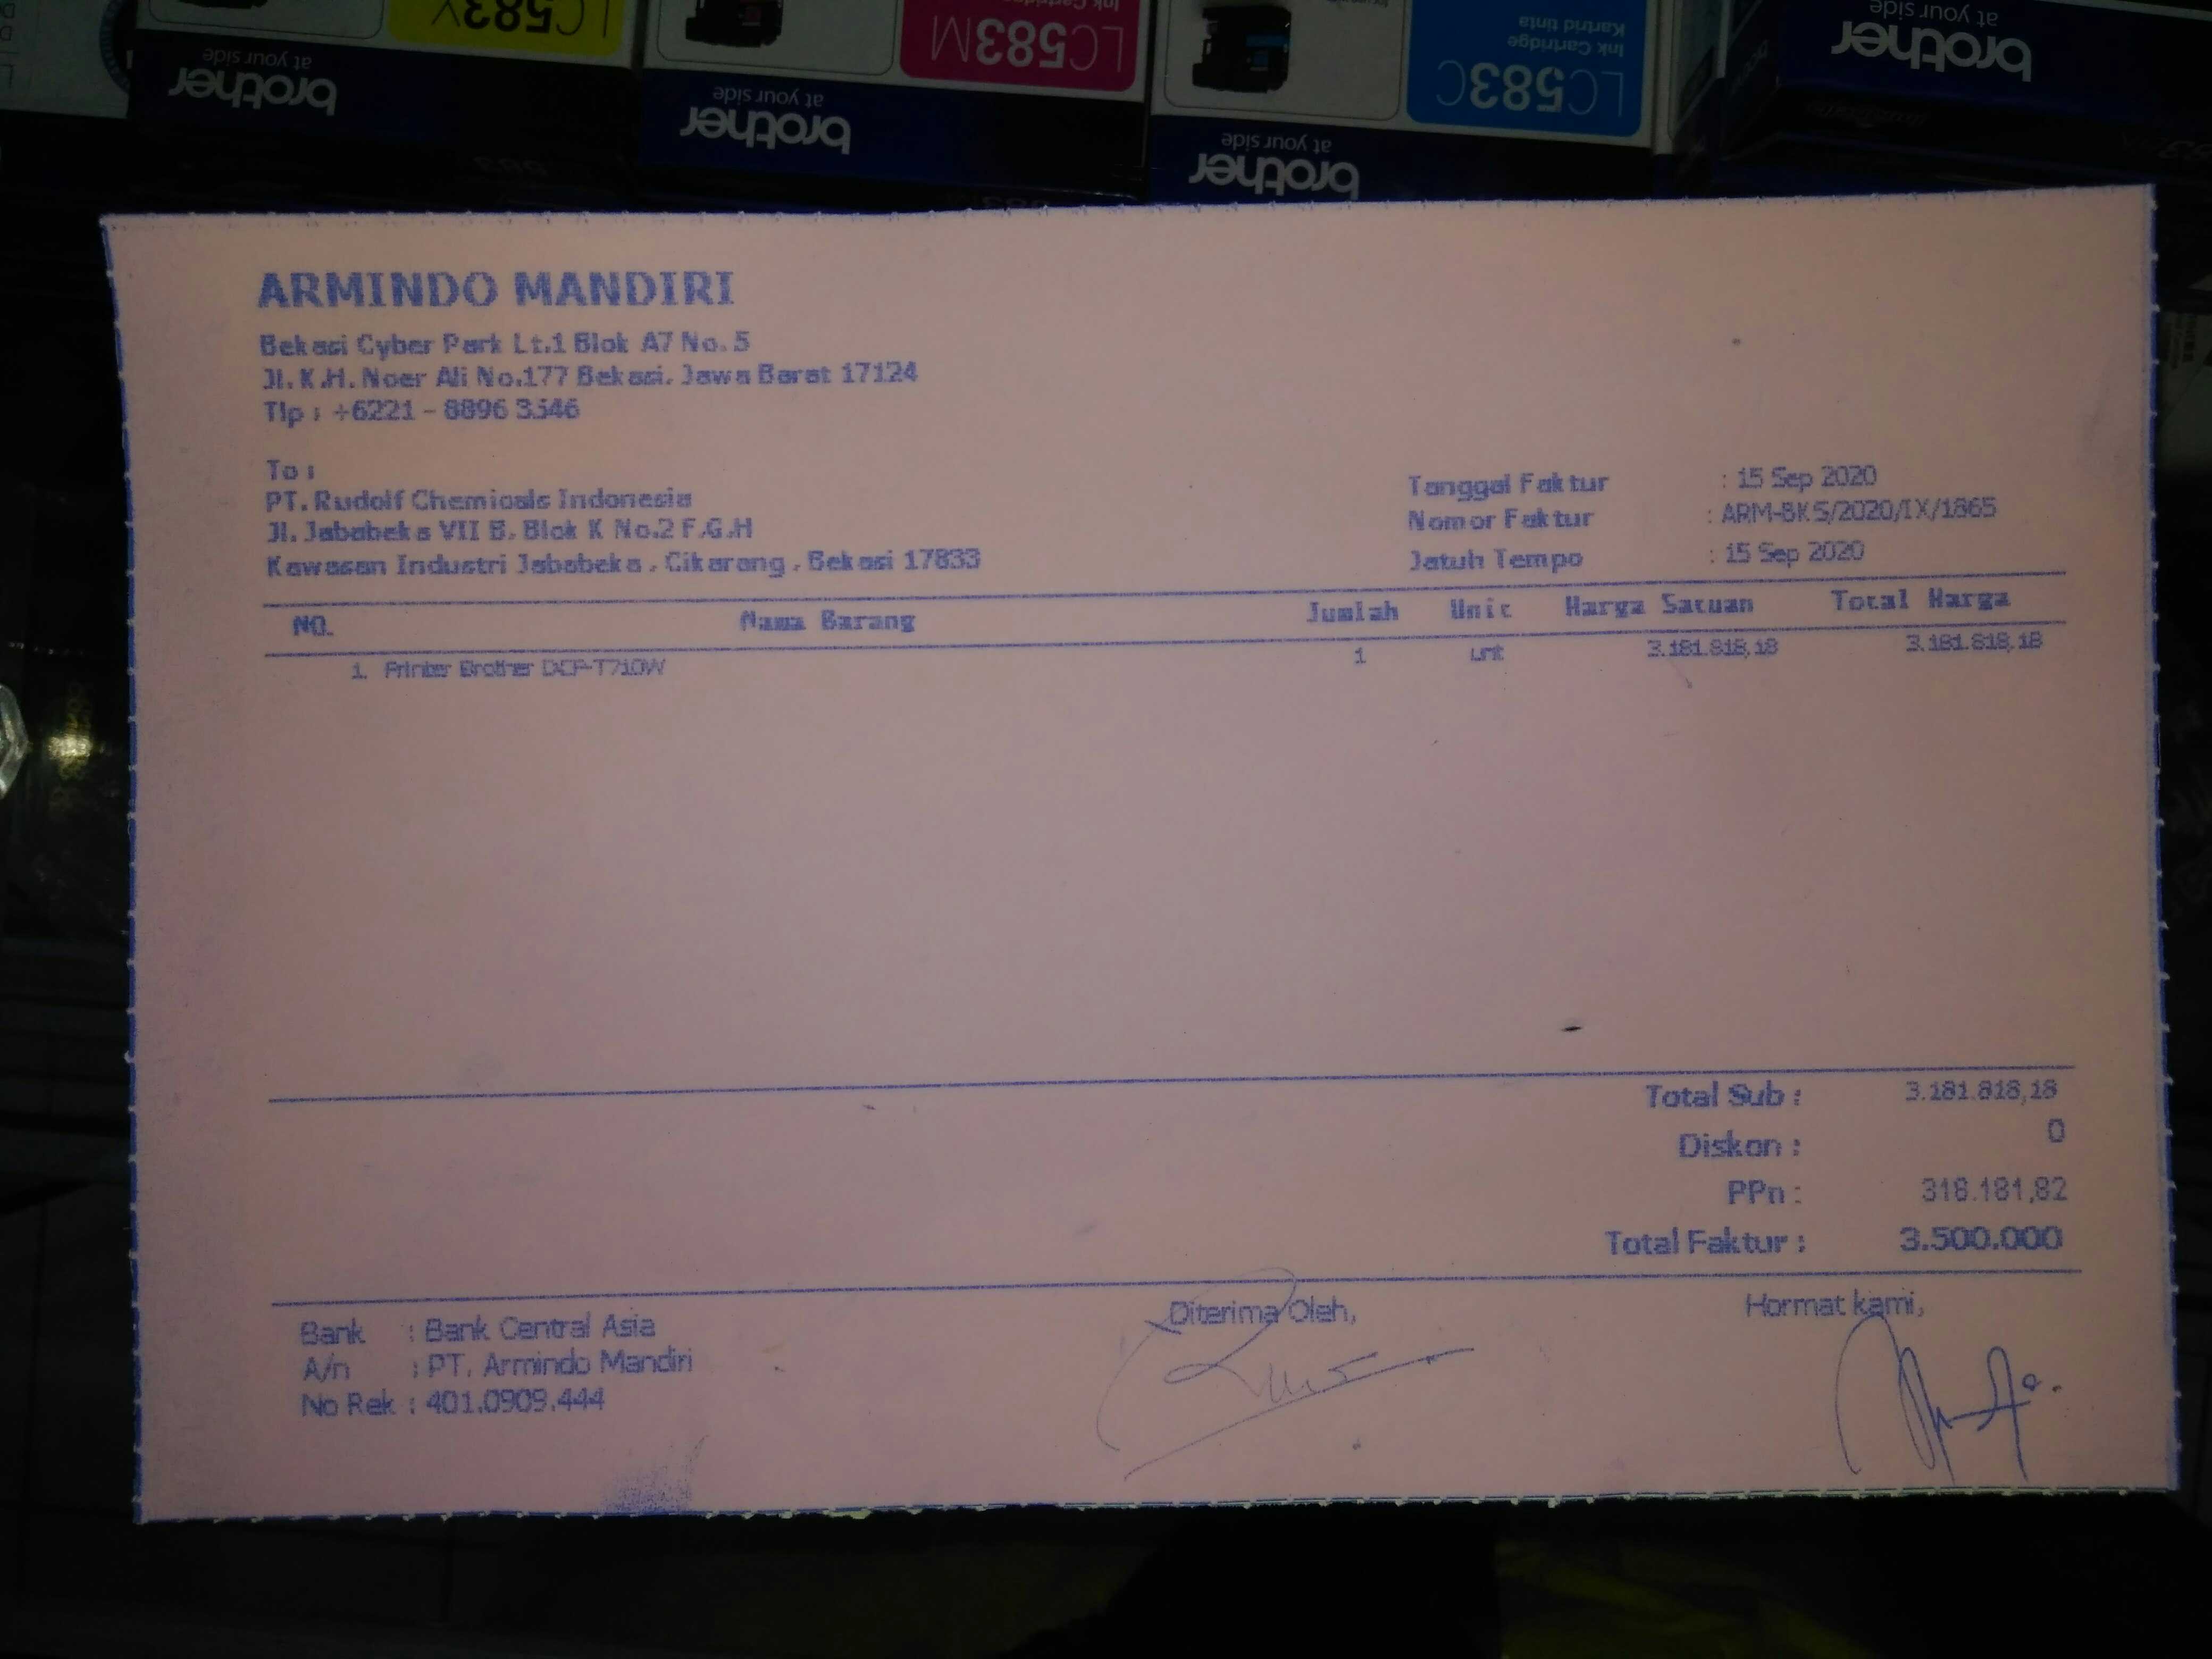 LC583Y
brother
at your side
Ink Cartridge
LC583M
brother
at your side
Ink Cartridge
Kartrid tinta
LC583C
brother
at your side
brother
at your side
ARMINDO MANDIRI
Bekasi Cyber Park Lt.1 Blok A7 No. 5
Jl. K.H. Noer Ali No.177 Bekasi. Jawa Barat 17124
Tlp : +6221 - 8896 3546
To :
PT. Rudolf Chemicals Indonesia
Jl. Jababeka VII B. Blok K No.2 F.G.H
Kawasan Industri Jababeka , Cikarang , Bekasi 17833
Tanggal Faktur : 15 Sep 2020
Nomor Faktur : ARM-BKS/2020/IX/1865
Jatuh Tempo : 15 Sep 2020
NO. Nama Barang Jumlah Unit Harga Satuan Total Harga
1. Printer Brother DCP-T710W 1 unit 3.181.818,18 3.181.818,18
Total Sub : 3.181.818,18
Diskon : 0
PPn : 318.181,82
Total Faktur : 3.500.000
Bank : Bank Central Asia
A/n : PT. Armindo Mandiri
No Rek : 401.0909.444
Diterima Oleh,
Hormat kami,